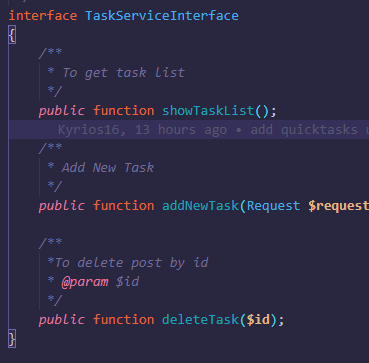 interface TaskServiceInterface
{
/**
* To get task list
*/
public function showTaskList();
Kyrios16, 13 hours ago • add quicktasks
/**
* Add New Task
*/
public function addNewTask(Request $request
/**
*To delete post by id
* @param $id
*/
public function deleteTask($id);
}